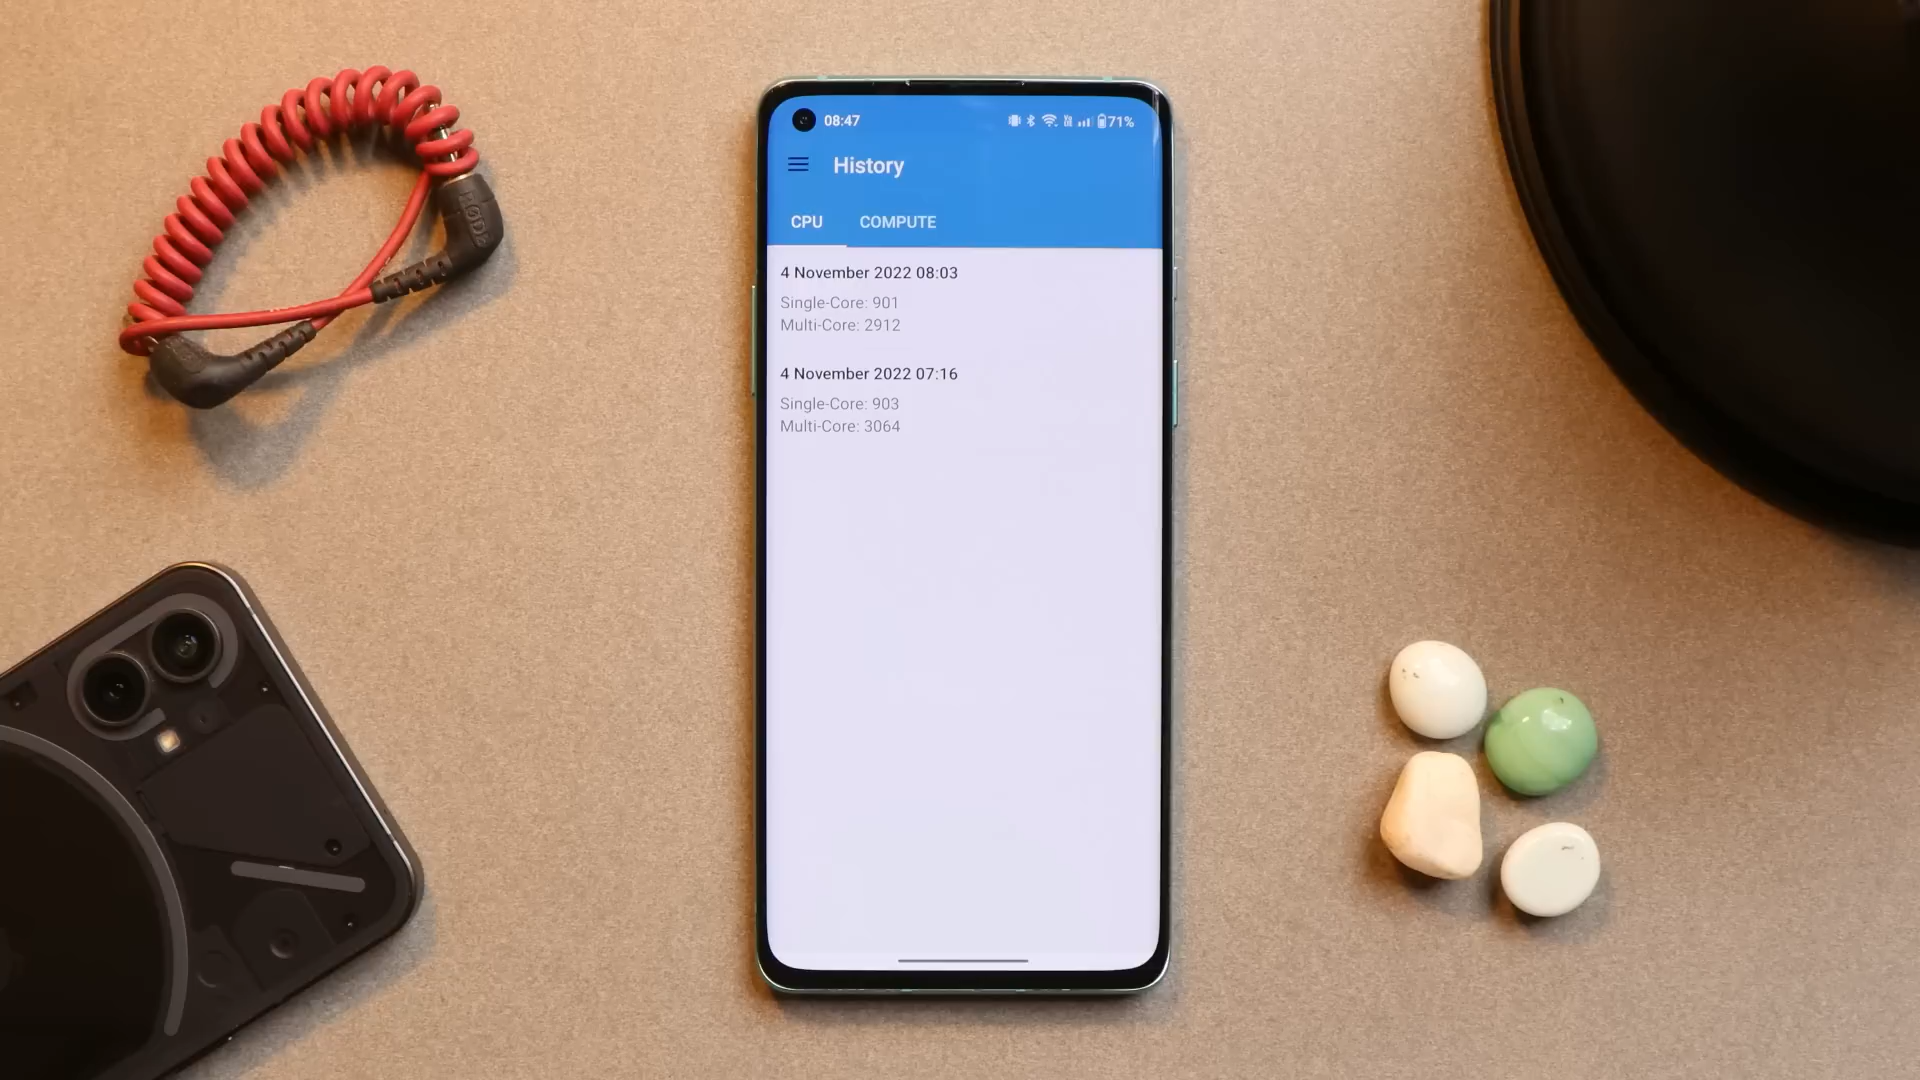 08:47
71%
History
CPU
COMPUTE
4 November 2022 08:03
Single-Core: 901
Multi-Core: 2912
4 November 2022 07:16
Single-Core: 903
Multi-Core: 3064
RØDE